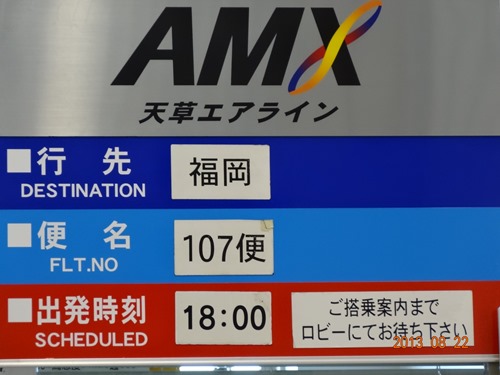 AMX
天草エアライン
■行先 福岡
DESTINATION
■便名 107便
FLT.NO
■出発時刻 18:00
SCHEDULED
ご搭乗案内まで
ロビーにてお待ち下さい
2013.08.22